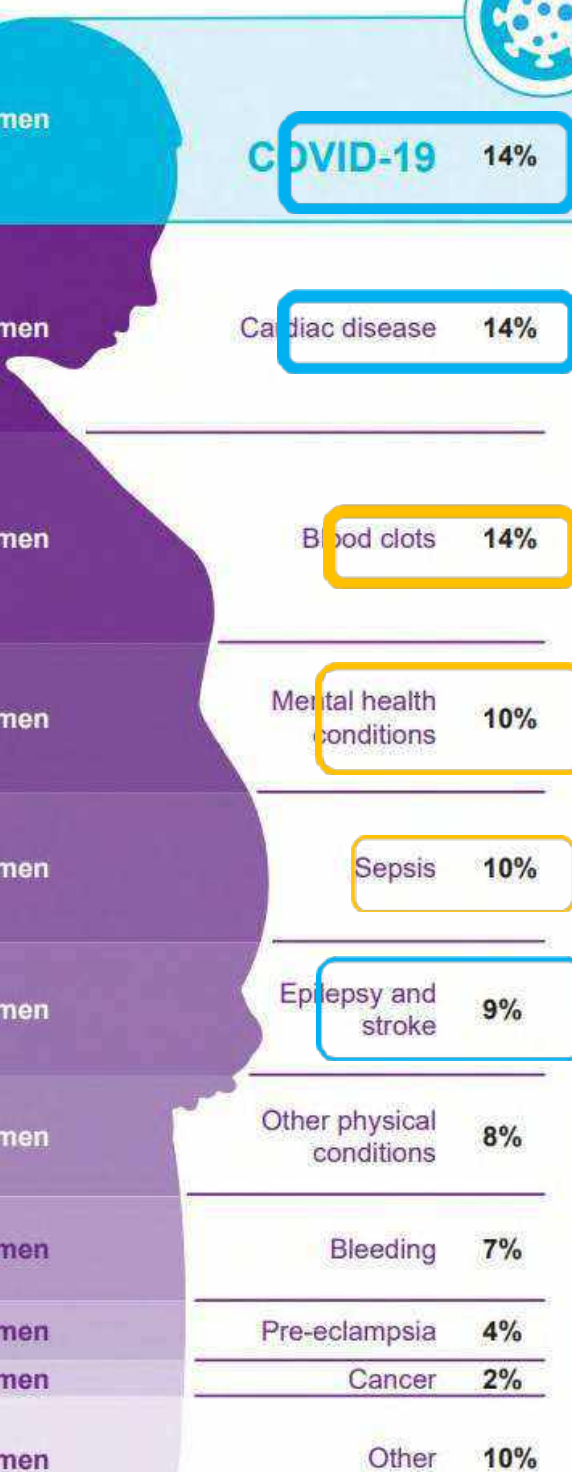 men
COVID-19 14%
men
Cardiac disease 14%
men
Blood clots 14%
men
Mental health
conditions
10%
men
Sepsis 10%
men
Epilepsy and
stroke
9%
men
Other physical
conditions
8%
men
Bleeding 7%
men
Pre-eclampsia 4%
men
Cancer 2%
men
Other 10%